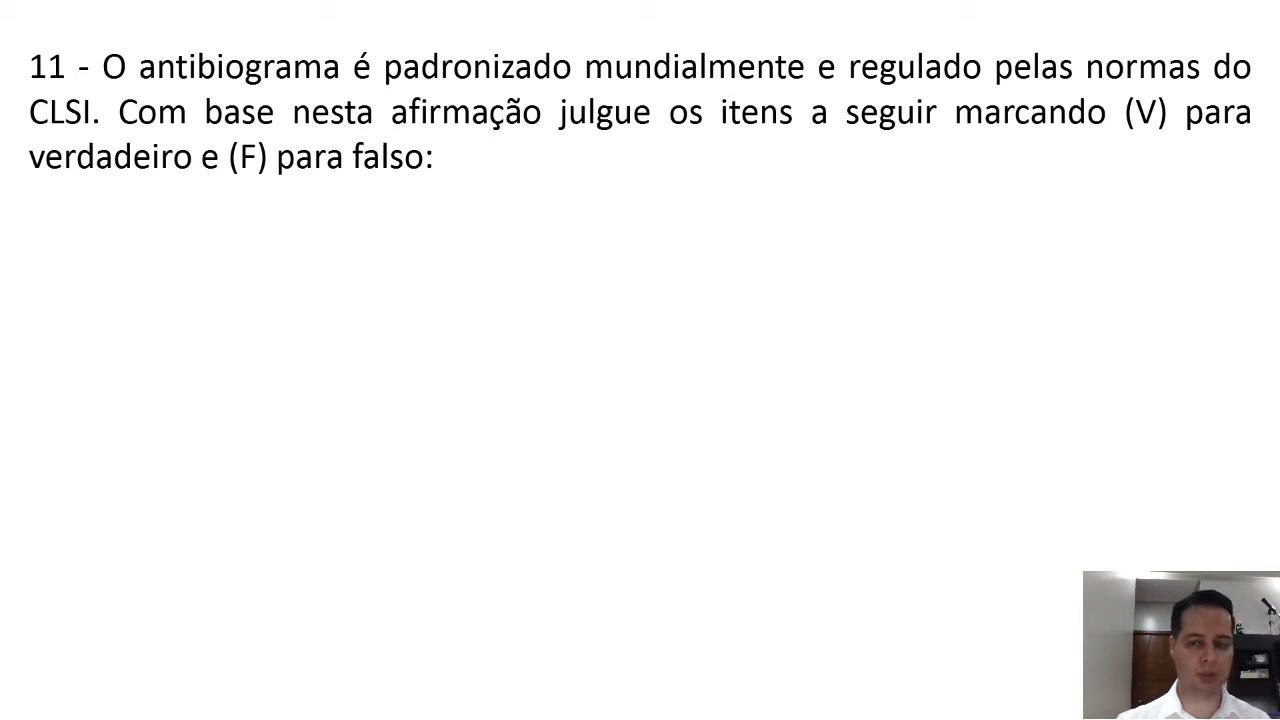 11 - O antibiograma é padronizado mundialmente e regulado pelas normas do
CLSI. Com base nesta afirmação julgue os itens a seguir marcando (V) para
verdadeiro e (F) para falso: